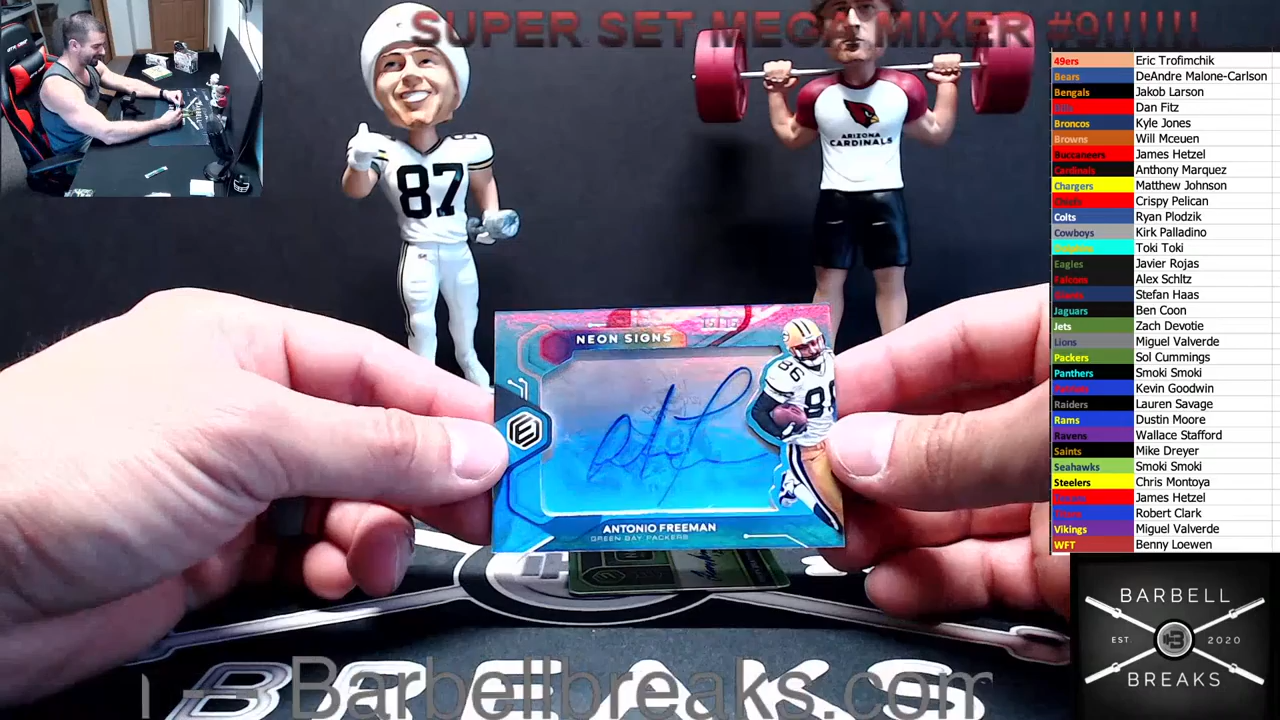 SUPER SET MEGA MIXER #9!!!!!!
87
ARIZONA
CARDINALS
NEON SIGNS
15/15
86
E
ANTONIO FREEMAN
GREEN BAY PACKERS
49ers Eric Trofimchik
Bears DeAndre Malone-Carlson
Bengals Jakob Larson
Bills Dan Fitz
Broncos Kyle Jones
Browns Will Mceuen
Buccaneers James Hetzel
Cardinals Anthony Marquez
Chargers Matthew Johnson
Chiefs Crispy Pelican
Colts Ryan Plodzik
Cowboys Kirk Palladino
Dolphins Toki Toki
Eagles Javier Rojas
Falcons Alex Schltz
Giants Stefan Haas
Jaguars Ben Coon
Jets Zach Devotie
Lions Miguel Valverde
Packers Sol Cummings
Panthers Smoki Smoki
Patriots Kevin Goodwin
Raiders Lauren Savage
Rams Dustin Moore
Ravens Wallace Stafford
Saints Mike Dreyer
Seahawks Smoki Smoki
Steelers Chris Montoya
Texans James Hetzel
Titans Robert Clark
Vikings Miguel Valverde
WFT Benny Loewen
BARBELL
EST. 2020
BREAKS
BREAKS
Barbellbreaks.com